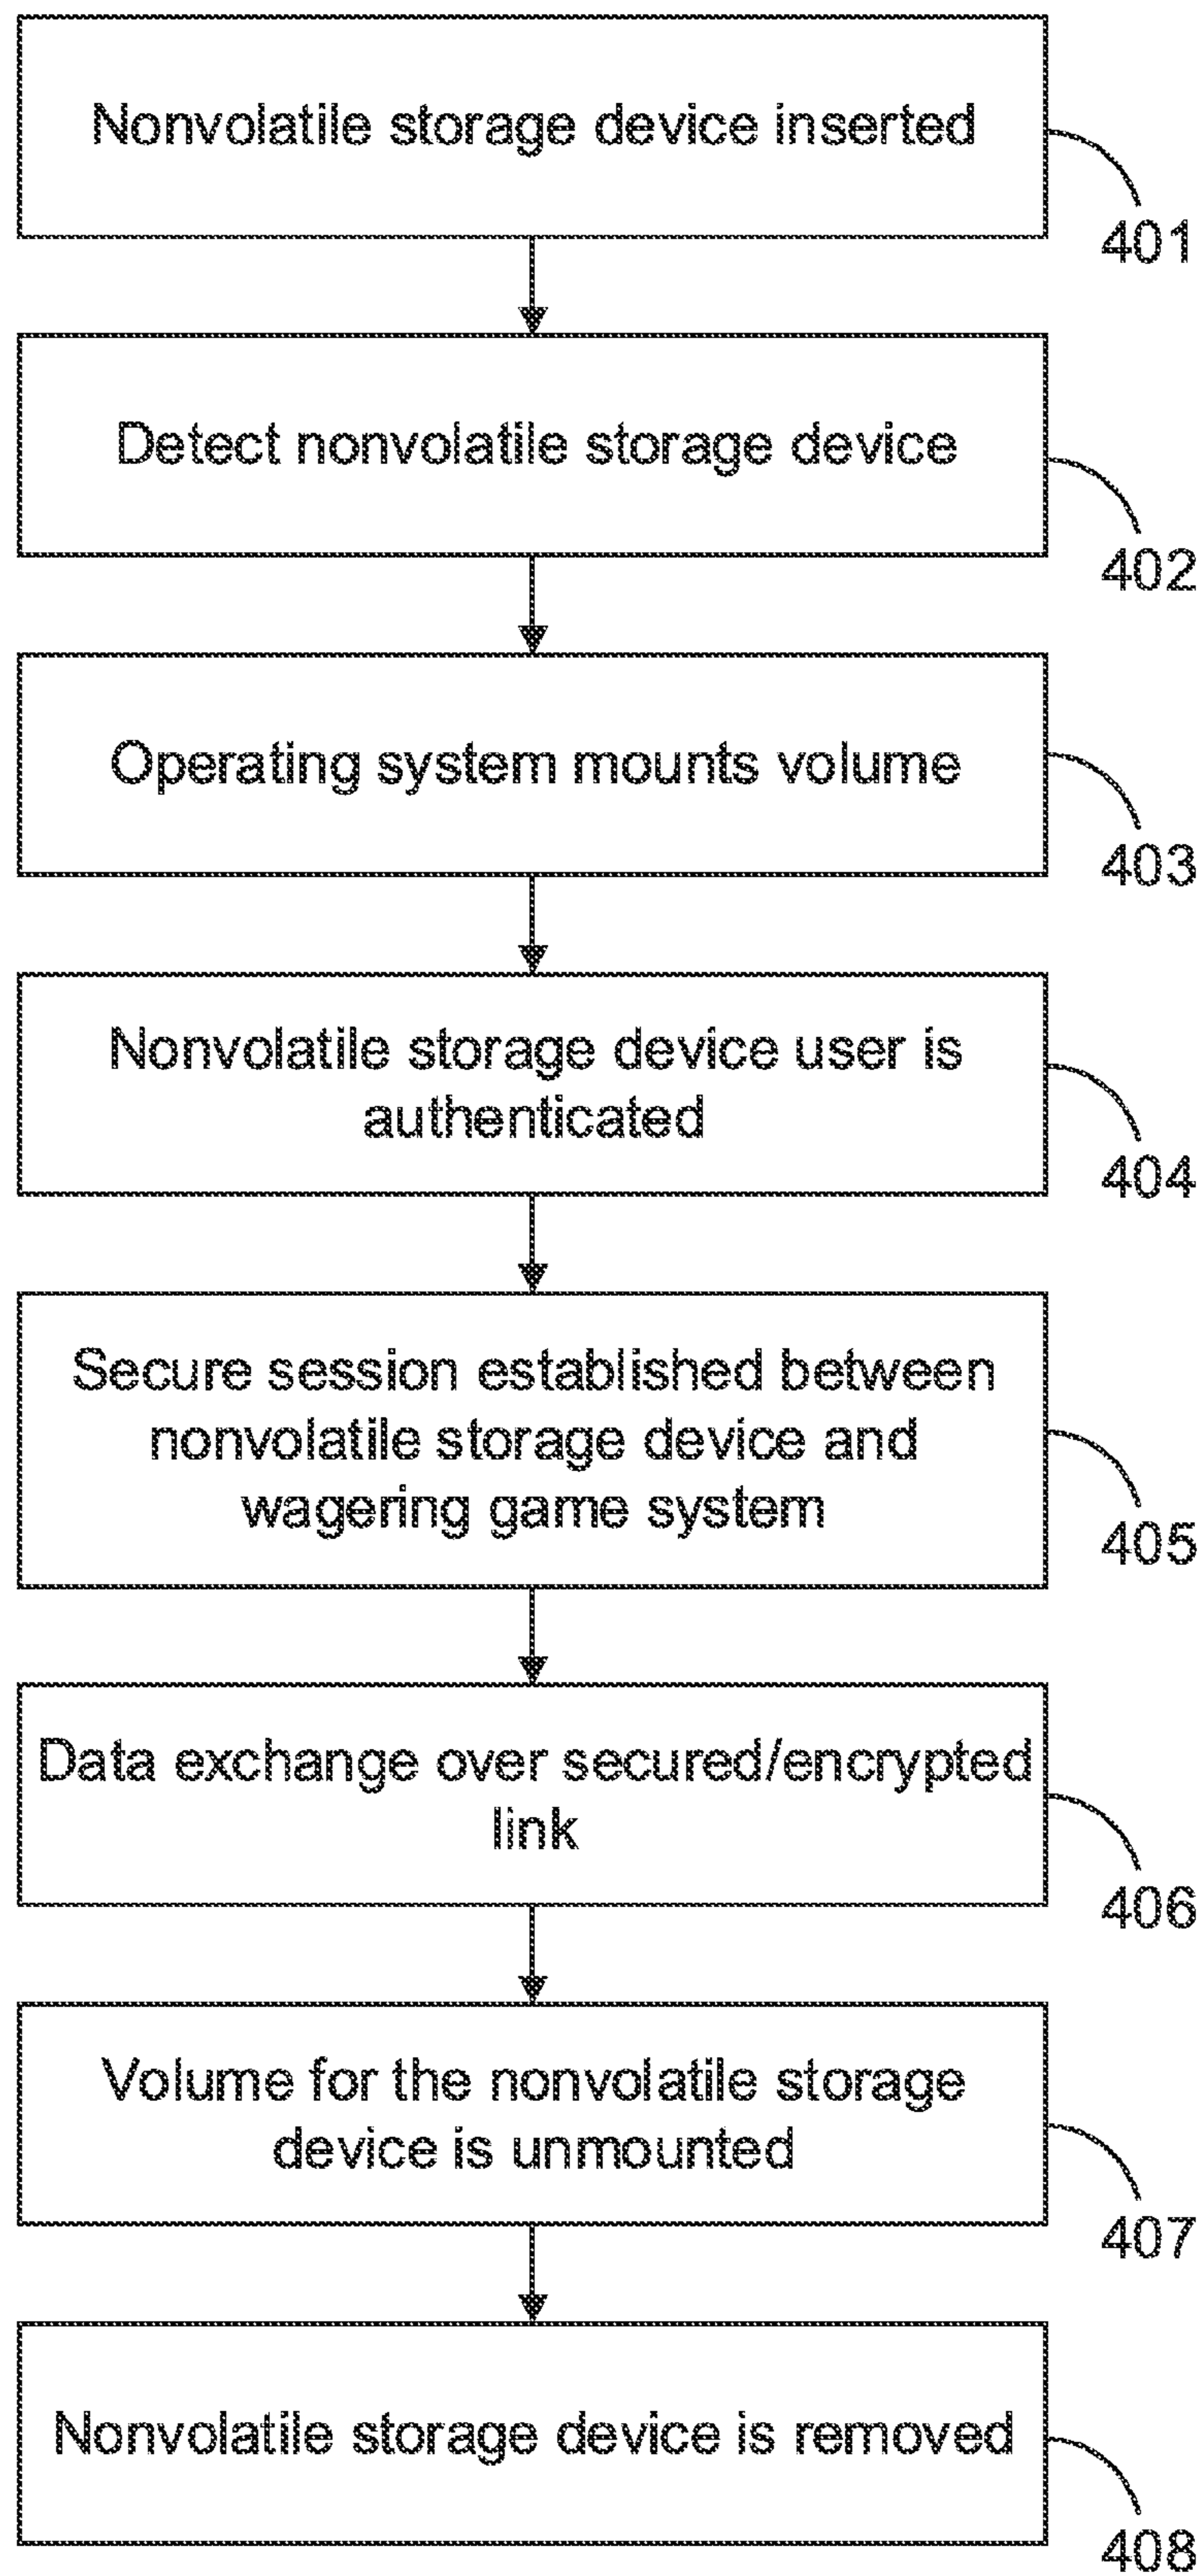 Nonvolatile storage device inserted
401
Detect nonvolatile storage device
402
Operating system mounts volume
403
Nonvolatile storage device user is
authenticated
404
Secure session established between
nonvolatile storage device and
wagering game system
405
Data exchange over secured/encrypted
link
406
Volume for the nonvolatile storage
device is unmounted
407
Nonvolatile storage device is removed
408